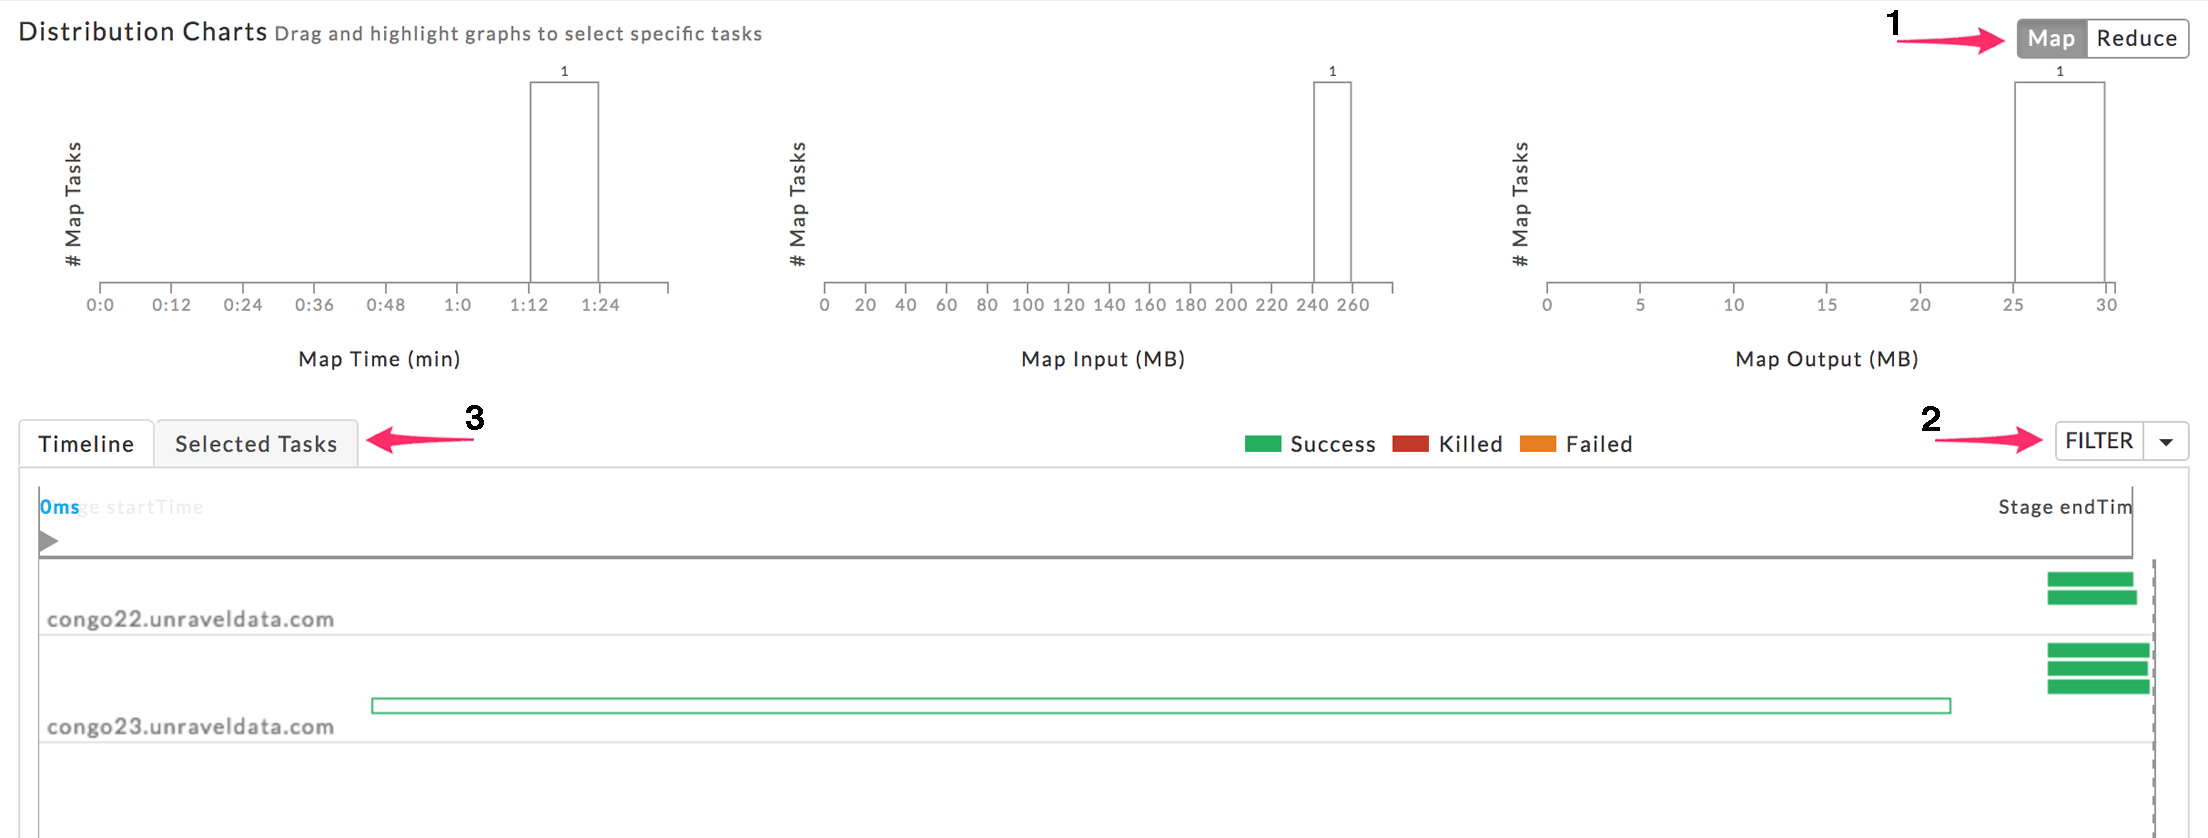 Distribution Charts Drag and highlight graphs to select specific tasks
1
Map Reduce
1
1
1
# Map Tasks
# Map Tasks
# Map Tasks
0:0 0:12 0:24 0:36 0:48 1:0 1:12 1:24
0 20 40 60 80 100 120 140 160 180 200 220 240 260
0 5 10 15 20 25 30
Map Time (min)
Map Input (MB)
Map Output (MB)
Timeline Selected Tasks
3
Success Killed Failed
2
FILTER
0ms ge startTime
Stage endTim
congo22.unraveldata.com
congo23.unraveldata.com